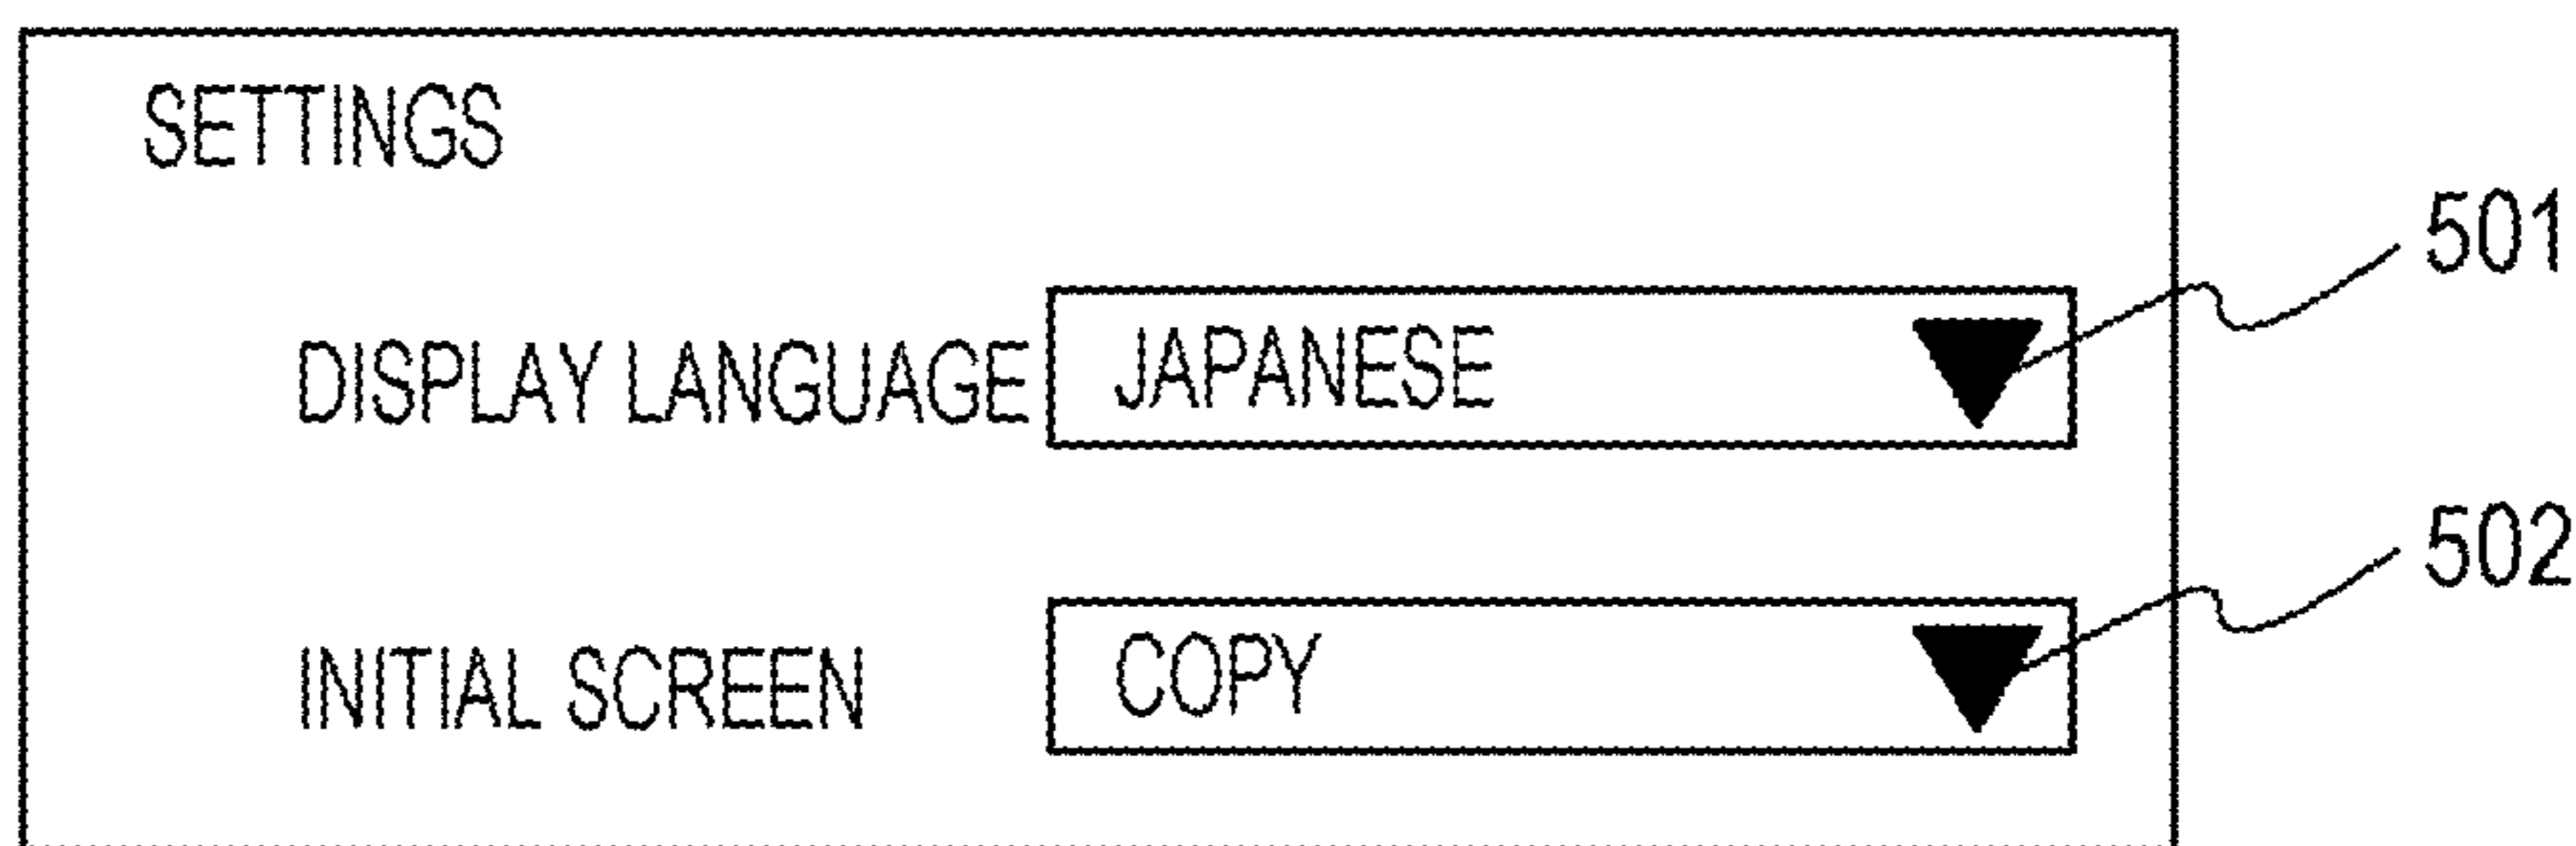 SETTINGS
501
DISPLAY LANGUAGE JAPANESE
502
INITIAL SCREEN COPY